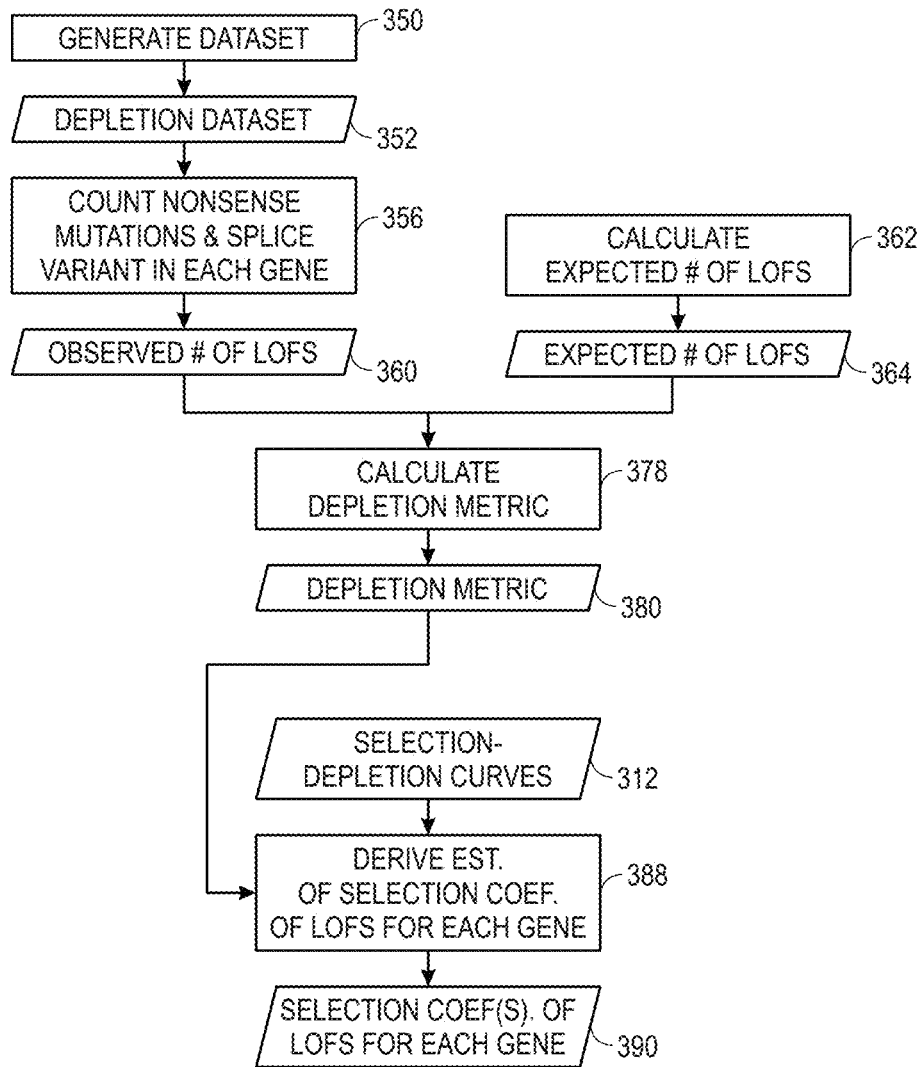 GENERATE DATASET
350
DEPLETION DATASET
352
COUNT NONSENSE
MUTATIONS & SPLICE
VARIANT IN EACH GENE
356
CALCULATE
EXPECTED # OF LOFS
362
OBSERVED # OF LOFS
360
EXPECTED # OF LOFS
364
CALCULATE
DEPLETION METRIC
378
DEPLETION METRIC
380
SELECTION-
DEPLETION CURVES
312
DERIVE EST.
OF SELECTION COEF.
OF LOFS FOR EACH GENE
388
SELECTION COEF(S). OF
LOFS FOR EACH GENE
390